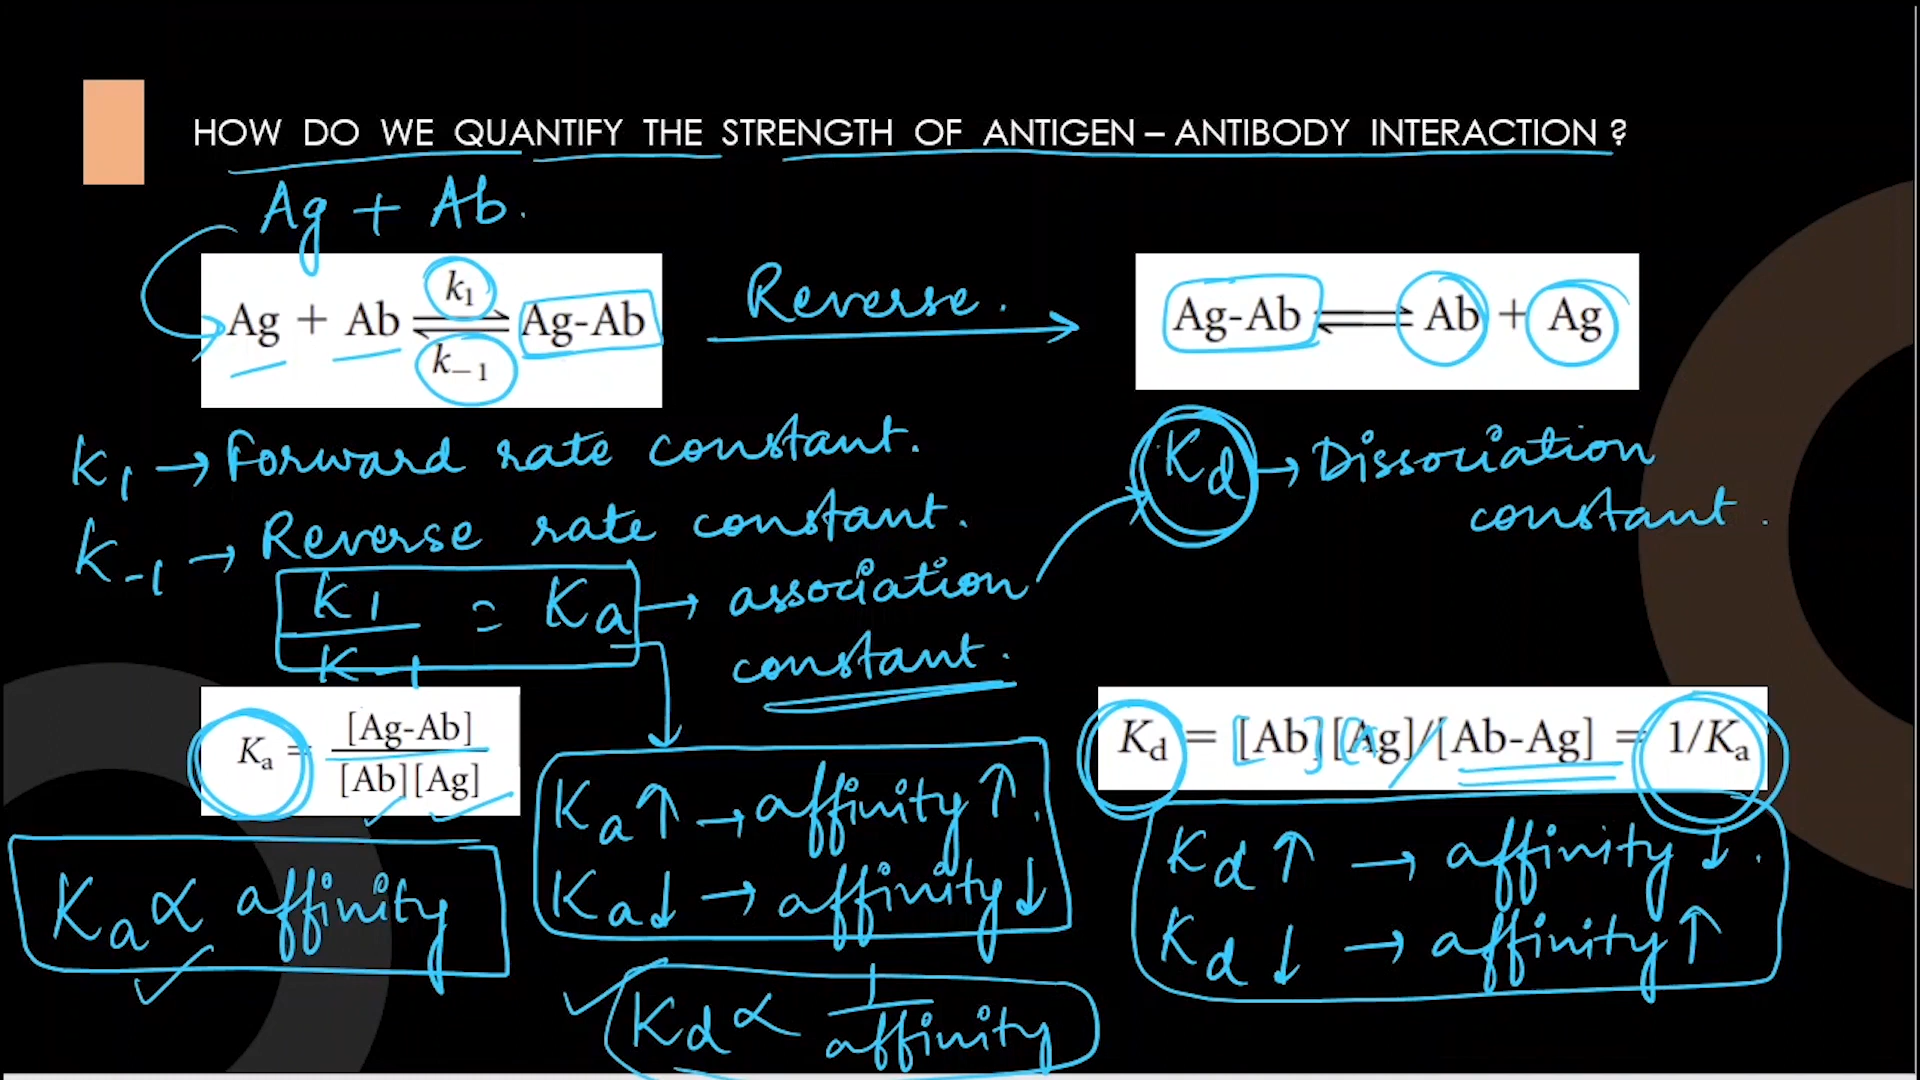 HOW DO WE QUANTIFY THE STRENGTH OF ANTIGEN – ANTIBODY INTERACTION ?
Ag + Ab.
Ag + Ab ⇌ Ag-Ab
k₁
k₋₁
Reverse.
Ag-Ab ⇌ Ab + Ag
K₁ → Forward rate constant.
K₋₁ → Reverse rate constant.
K₁ / K₋₁ = Ka → association
constant.
Kd → Dissociation
constant.
Kₐ = [Ag-Ab] / [Ab][Ag]
Ka ∝ affinity
Ka ↑ → affinity ↑.
Ka ↓ → affinity ↓
K_d = [Ab][Ag]/[Ab-Ag] = 1/Kₐ
Kd ↑ → affinity ↓.
Kd ↓ → affinity ↑
Kd ∝ 1 / affinity